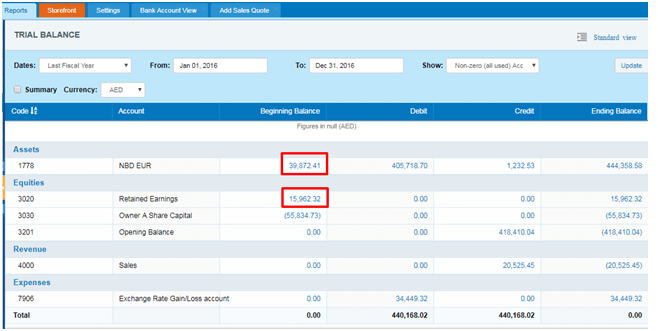 Reports Storefront Settings Bank Account View Add Sales Quote
TRIAL BALANCE Standard view
Dates: Last Fiscal Year From: Jan 01, 2016 To: Dec 31, 2016 Show: Non-zero (all used) Acc Update
Summary Currency: AED
Code Account Beginning Balance Debit Credit Ending Balance
Figures in null (AED)
Assets
1778 NBD EUR 39,872.41 405,718.70 1,232.53 444,358.58
Equities
3020 Retained Earnings 15,962.32 0.00 0.00 15,962.32
3030 Owner A Share Capital (55,834.73) 0.00 0.00 (55,834.73)
3201 Opening Balance 0.00 0.00 418,410.04 (418,410.04)
Revenue
4000 Sales 0.00 0.00 20,525.45 (20,525.45)
Expenses
7906 Exchange Rate Gain/Loss account 0.00 34,449.32 0.00 34,449.32
Total 0.00 440,168.02 440,168.02 0.00